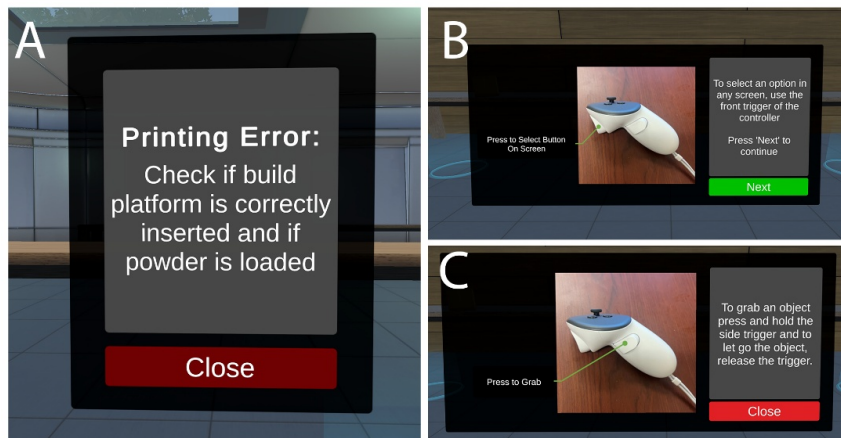 A
Printing Error:
Check if build
platform is correctly
inserted and if
powder is loaded
Close
B
Press to Select Button
On Screen
To select an option in
any screen, use the
front trigger of the
controller
Press 'Next' to
continue
Next
C
Press to Grab
To grab an object
press and hold the
side trigger and to
let go the object,
release the trigger.
Close